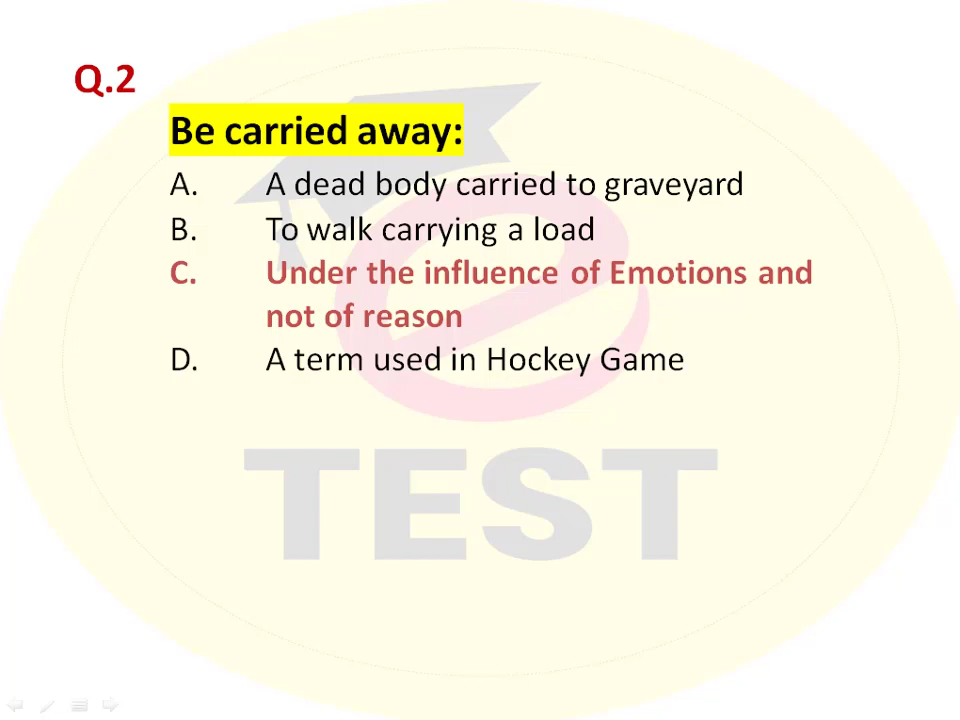 Q.2
Be carried away:
A. A dead body carried to graveyard
B. To walk carrying a load
C. Under the influence of Emotions and
not of reason
D. A term used in Hockey Game
TEST